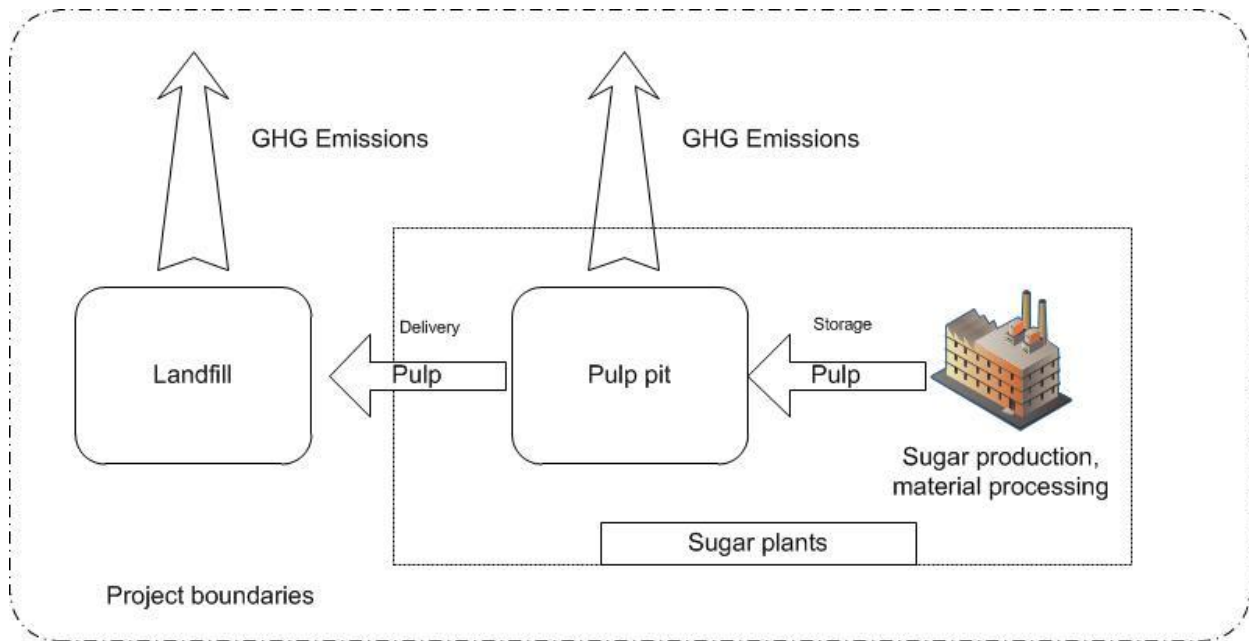 GHG Emissions
GHG Emissions
Delivery
Storage
Landfill
Pulp
Pulp pit
Pulp
Sugar production,
material processing
Sugar plants
Project boundaries